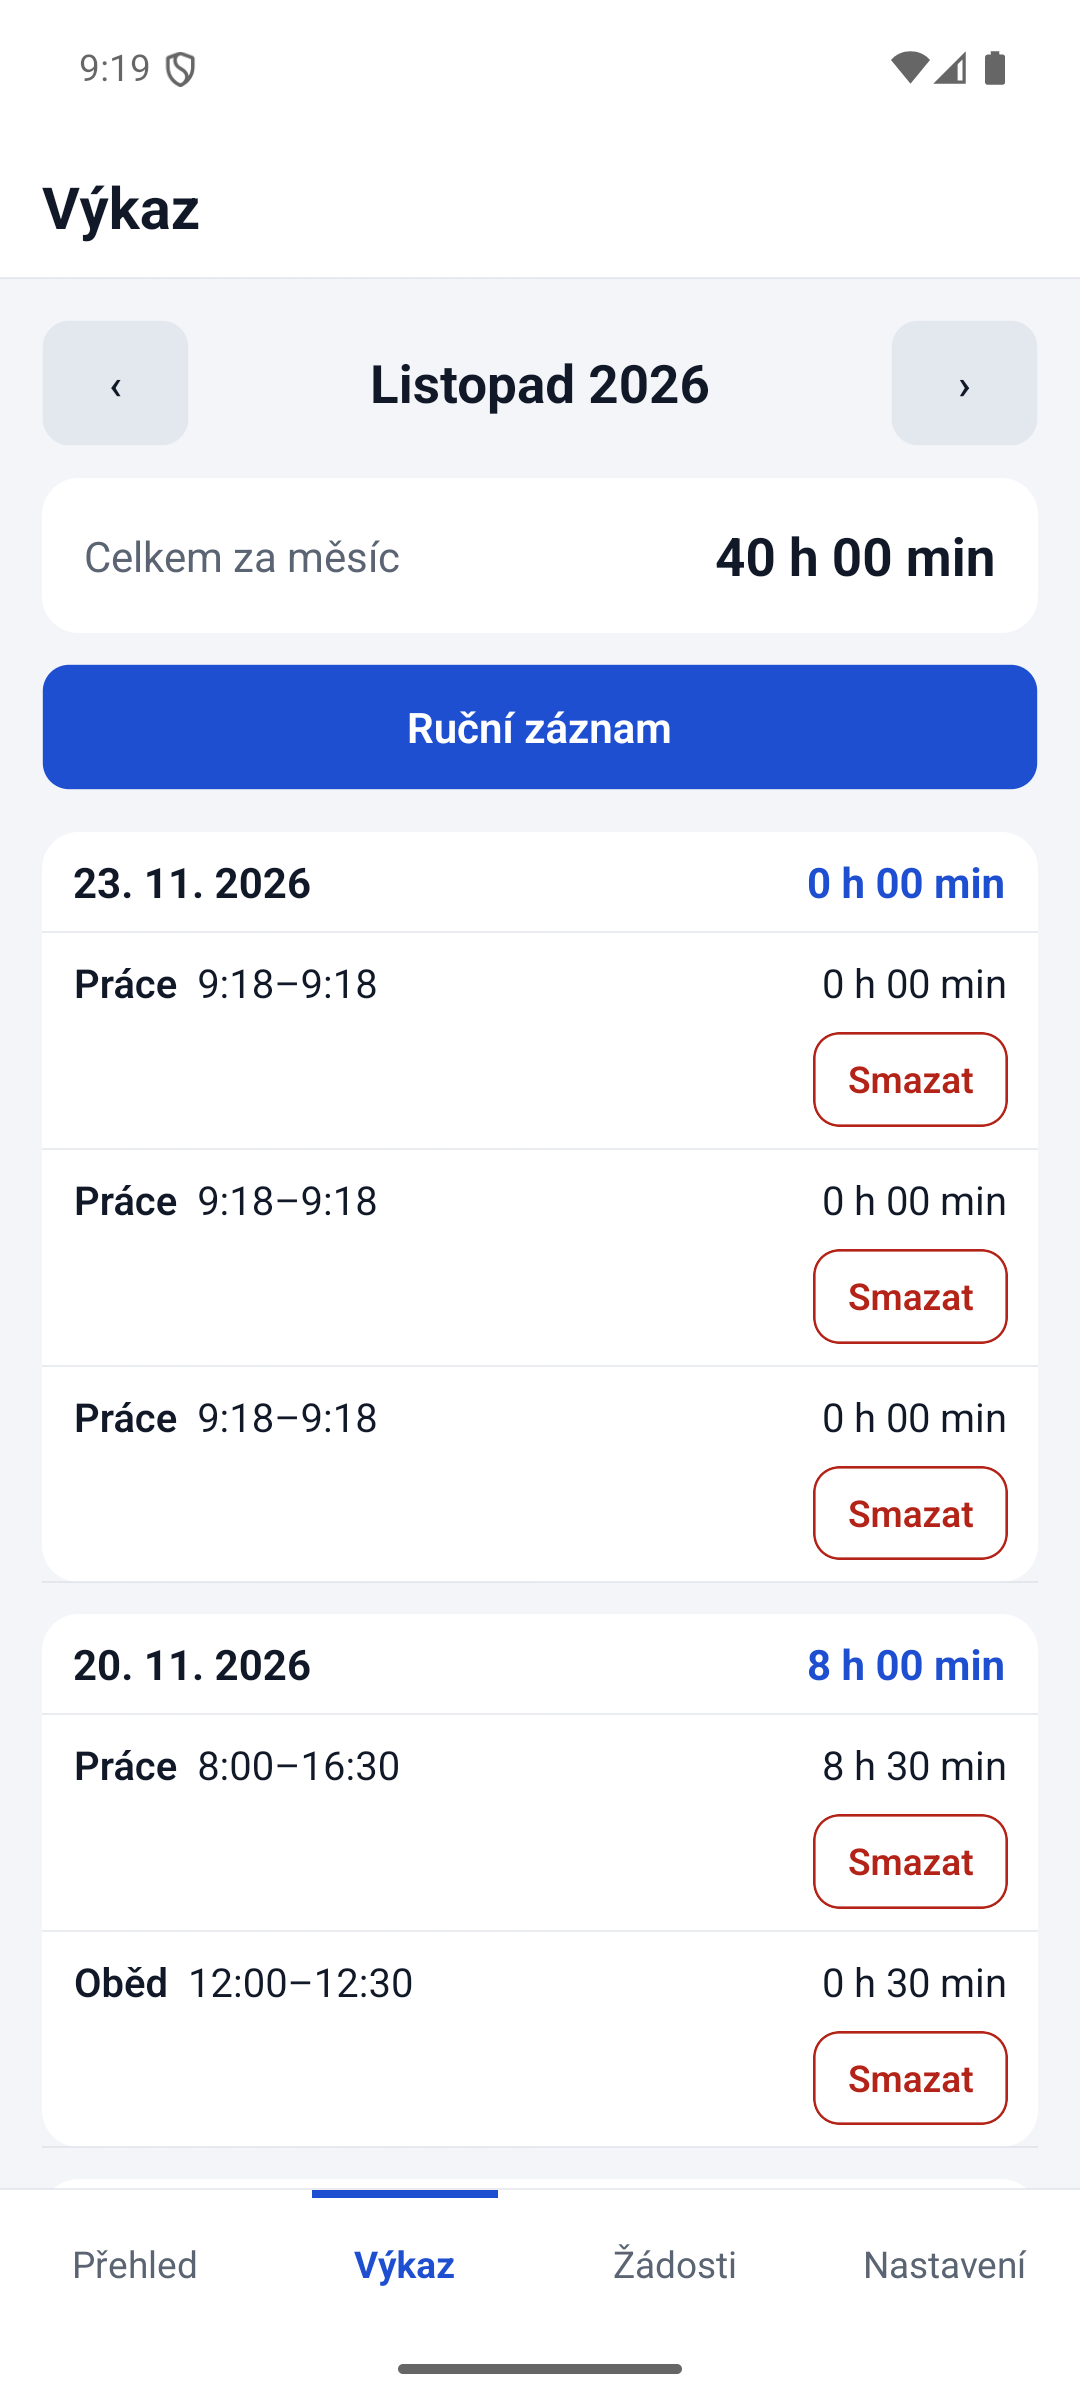 9:19
Výkaz
‹ Listopad 2026 ›
Celkem za měsíc 40 h 00 min
Ruční záznam
23. 11. 2026 0 h 00 min
Práce 9:18–9:18 0 h 00 min
Smazat
Práce 9:18–9:18 0 h 00 min
Smazat
Práce 9:18–9:18 0 h 00 min
Smazat
20. 11. 2026 8 h 00 min
Práce 8:00–16:30 8 h 30 min
Smazat
Oběd 12:00–12:30 0 h 30 min
Smazat
Přehled Výkaz Žádosti Nastavení